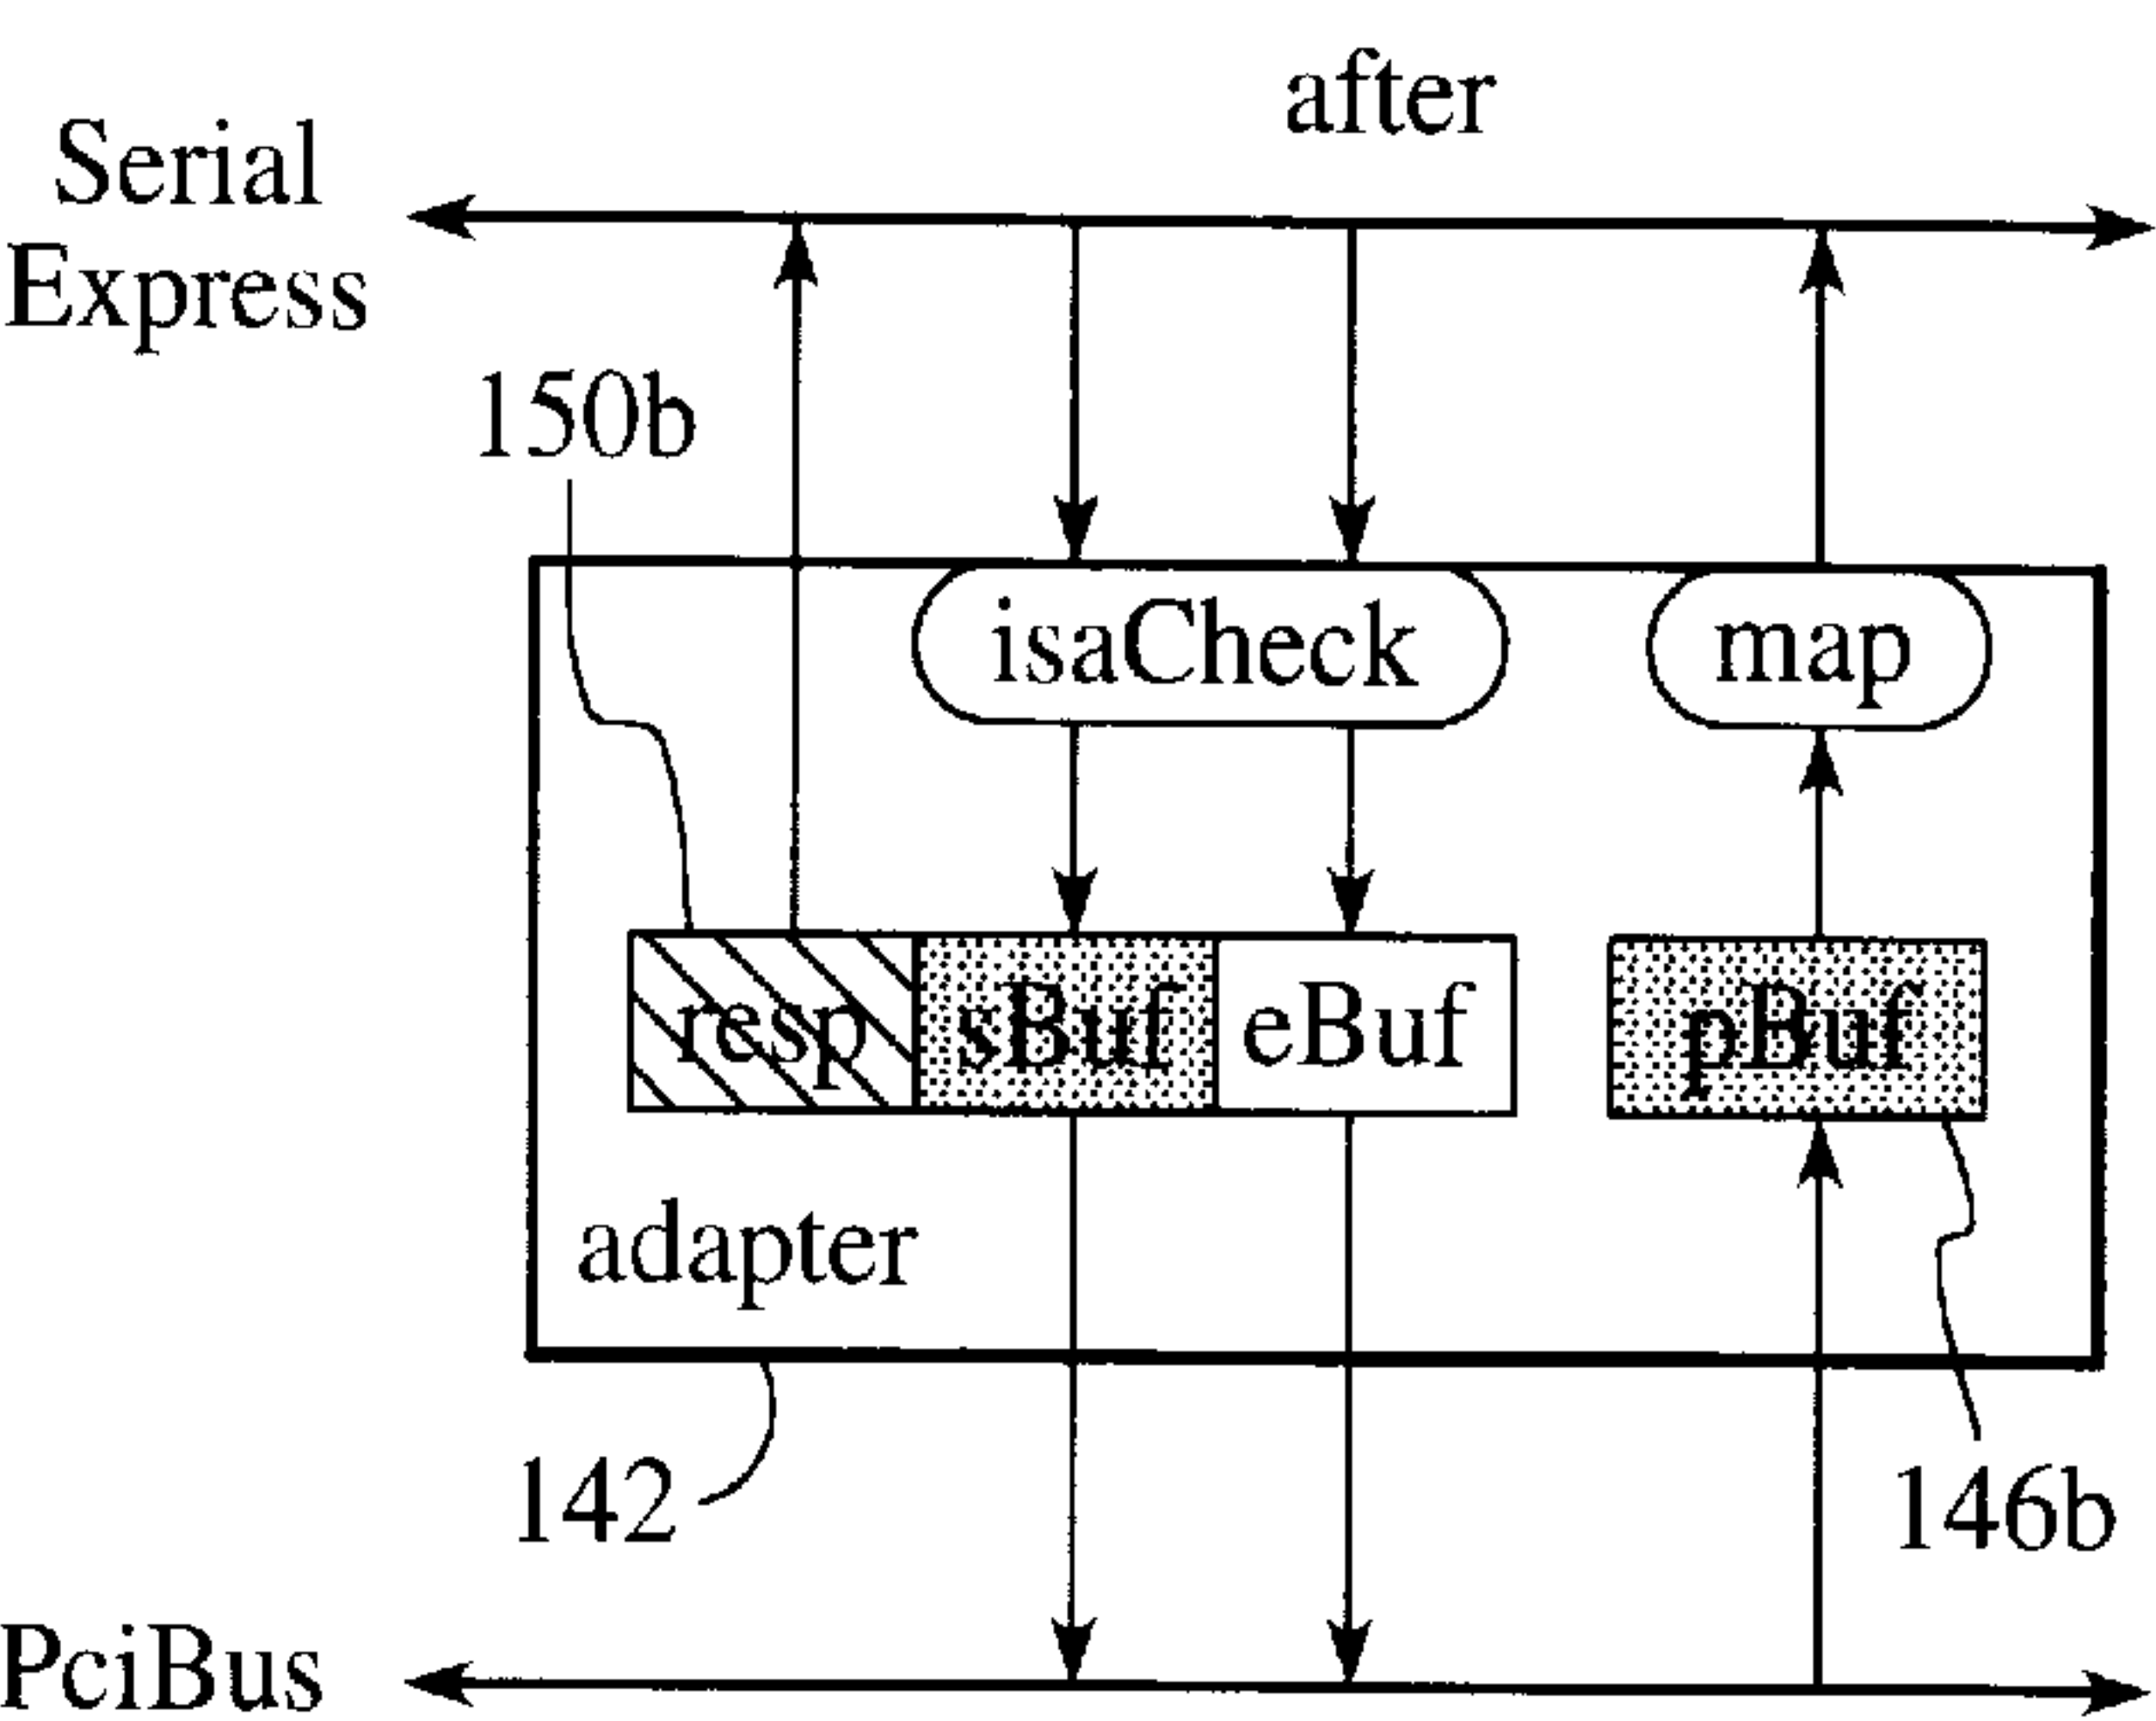 after
Serial
Express
150b
isaCheck
map
resp
sBuf
eBuf
pBuf
adapter
142
146b
PciBus